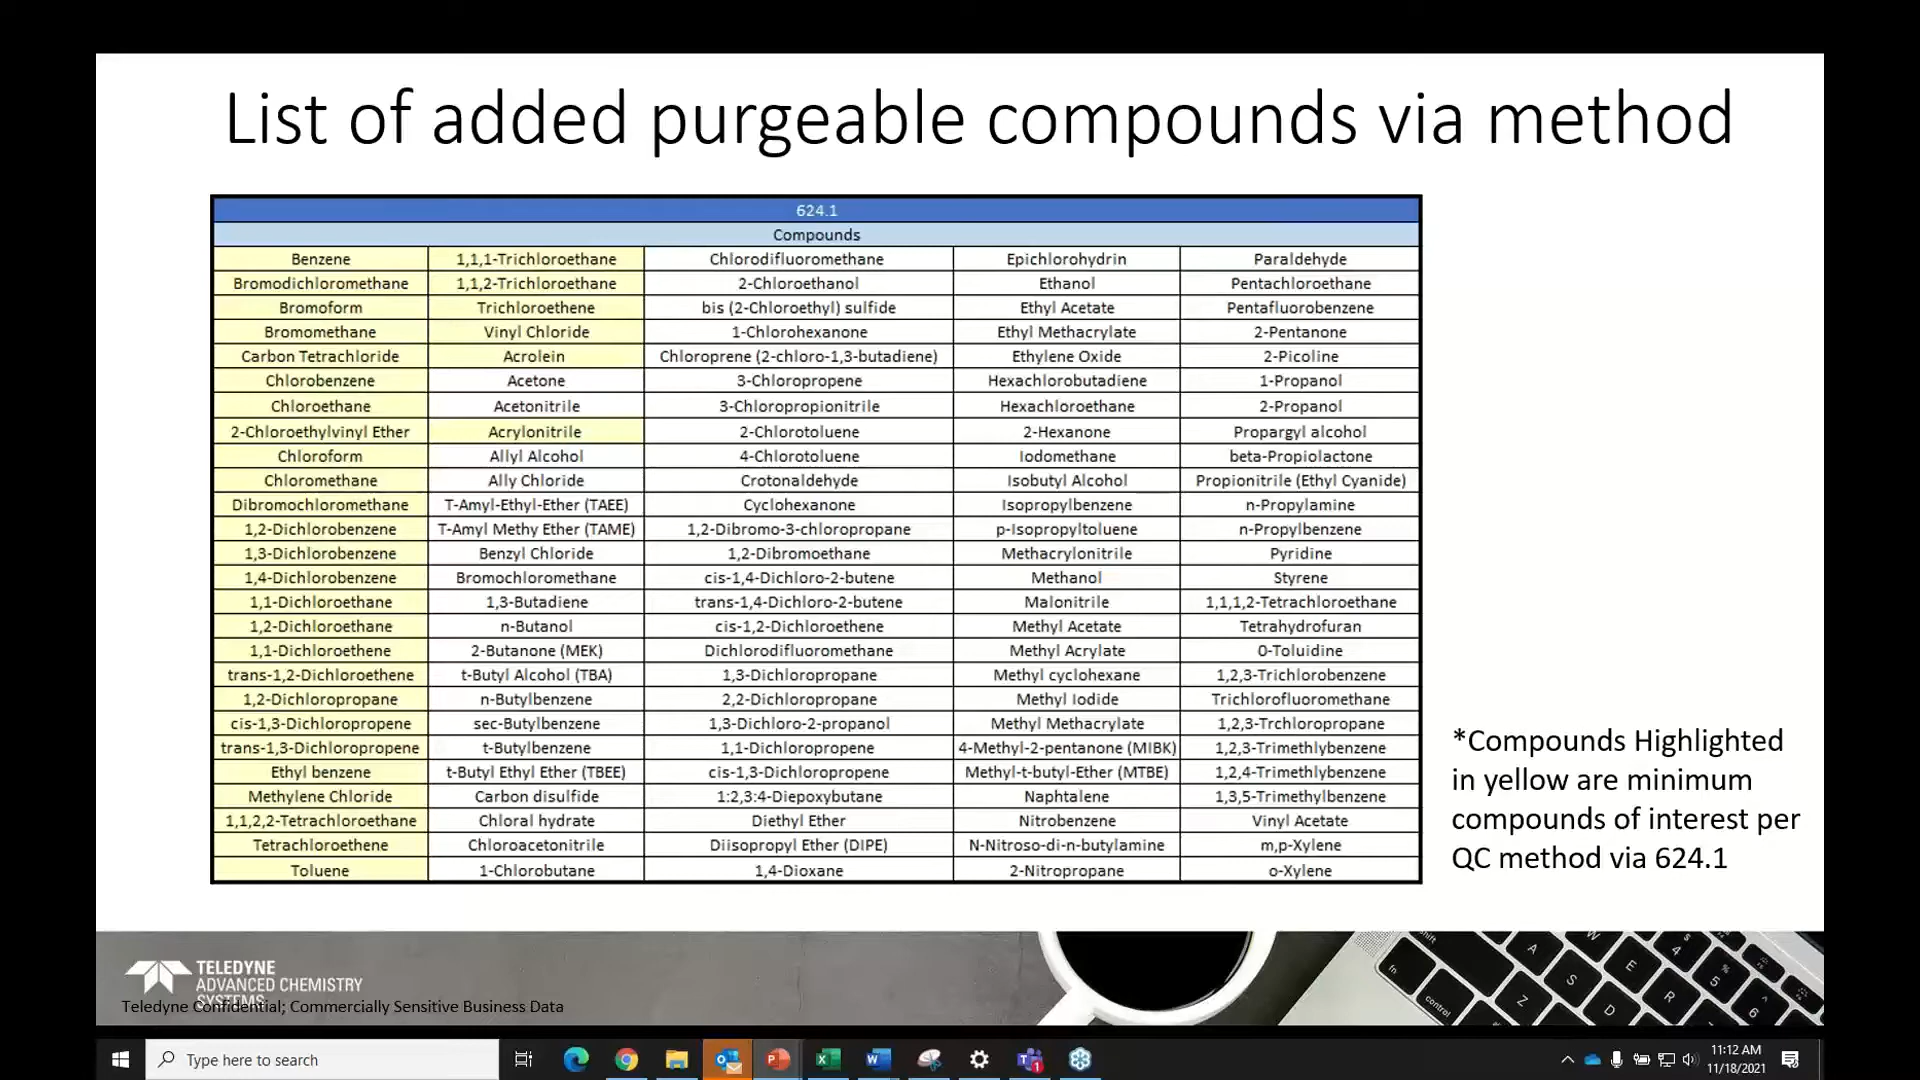 List of added purgeable compounds via method
624.1
Compounds
Benzene 1,1,1-Trichloroethane Chlorodifluoromethane Epichlorohydrin Paraldehyde
Bromodichloromethane 1,1,2-Trichloroethane 2-Chloroethanol Ethanol Pentachloroethane
Bromoform Trichloroethene bis (2-Chloroethyl) sulfide Ethyl Acetate Pentafluorobenzene
Bromomethane Vinyl Chloride 1-Chlorohexanone Ethyl Methacrylate 2-Pentanone
Carbon Tetrachloride Acrolein Chloroprene (2-chloro-1,3-butadiene) Ethylene Oxide 2-Picoline
Chlorobenzene Acetone 3-Chloropropene Hexachlorobutadiene 1-Propanol
Chloroethane Acetonitrile 3-Chloropropionitrile Hexachloroethane 2-Propanol
2-Chloroethylvinyl Ether Acrylonitrile 2-Chlorotoluene 2-Hexanone Propargyl alcohol
Chloroform Allyl Alcohol 4-Chlorotoluene Iodomethane beta-Propiolactone
Chloromethane Ally Chloride Crotonaldehyde Isobutyl Alcohol Propionitrile (Ethyl Cyanide)
Dibromochloromethane T-Amyl-Ethyl-Ether (TAEE) Cyclohexanone Isopropylbenzene n-Propylamine
1,2-Dichlorobenzene T-Amyl Methy Ether (TAME) 1,2-Dibromo-3-chloropropane p-Isopropyltoluene n-Propylbenzene
1,3-Dichlorobenzene Benzyl Chloride 1,2-Dibromoethane Methacrylonitrile Pyridine
1,4-Dichlorobenzene Bromochloromethane cis-1,4-Dichloro-2-butene Methanol Styrene
1,1-Dichloroethane 1,3-Butadiene trans-1,4-Dichloro-2-butene Malonitrile 1,1,1,2-Tetrachloroethane
1,2-Dichloroethane n-Butanol cis-1,2-Dichloroethene Methyl Acetate Tetrahydrofuran
1,1-Dichloroethene 2-Butanone (MEK) Dichlorodifluoromethane Methyl Acrylate 0-Toluidine
trans-1,2-Dichloroethene t-Butyl Alcohol (TBA) 1,3-Dichloropropane Methyl cyclohexane 1,2,3-Trichlorobenzene
1,2-Dichloropropane n-Butylbenzene 2,2-Dichloropropane Methyl Iodide Trichlorofluoromethane
cis-1,3-Dichloropropene sec-Butylbenzene 1,3-Dichloro-2-propanol Methyl Methacrylate 1,2,3-Trchloropropane
trans-1,3-Dichloropropene t-Butylbenzene 1,1-Dichloropropene 4-Methyl-2-pentanone (MIBK) 1,2,3-Trimethlybenzene
Ethyl benzene t-Butyl Ethyl Ether (TBEE) cis-1,3-Dichloropropene Methyl-t-butyl-Ether (MTBE) 1,2,4-Trimethylybenzene
Methylene Chloride Carbon disulfide 1:2,3:4-Diepoxybutane Naphtalene 1,3,5-Trimethylybenzene
1,1,2,2-Tetrachloroethane Chloral hydrate Diethyl Ether Nitrobenzene Vinyl Acetate
Tetrachloroethene Chloroacetonitrile Diisopropyl Ether (DIPE) N-Nitroso-di-n-butylamine m,p-Xylene
Toluene 1-Chlorobutane 1,4-Dioxane 2-Nitropropane o-Xylene
*Compounds Highlighted
in yellow are minimum
compounds of interest per
QC method via 624.1
TELEDYNE
ADVANCED CHEMISTRY
SYSTEMS
Teledyne Confidential; Commercially Sensitive Business Data
Type here to search
11:12 AM
11/18/2021